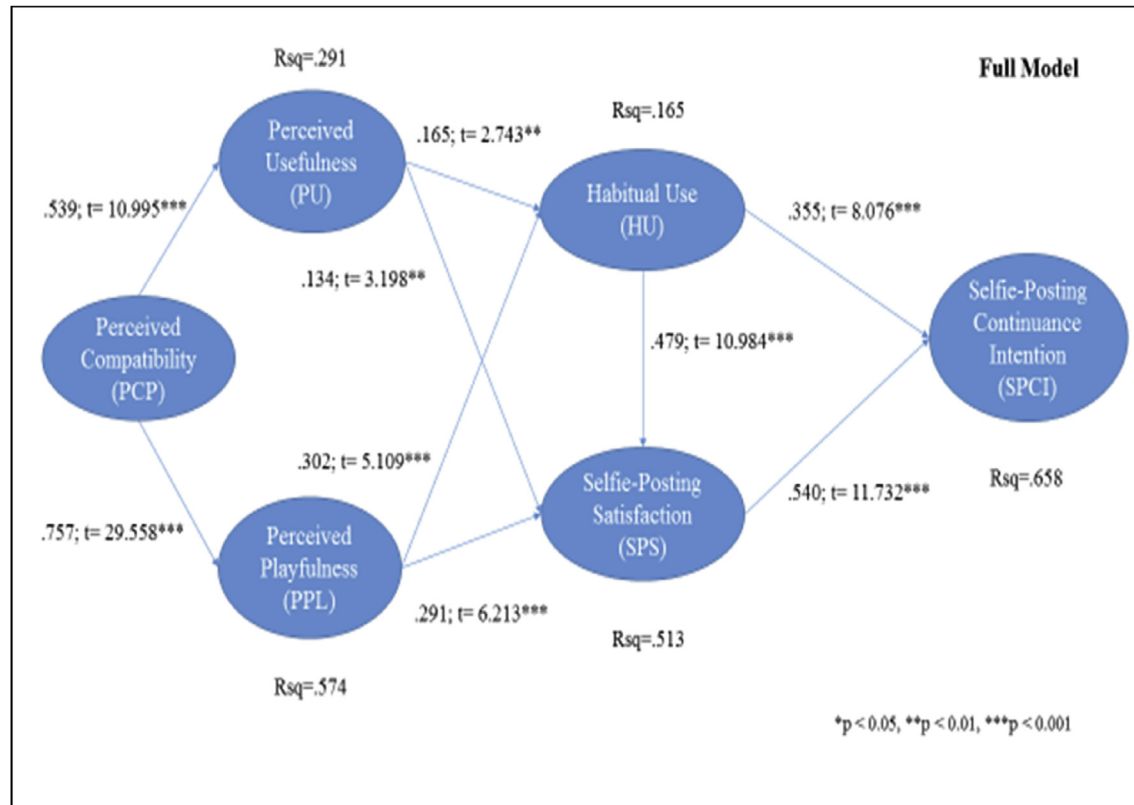 Rsq=.291
Full Model
Perceived
Usefulness
(PU)
.165; t= 2.743**
Rsq=.165
Habitual Use
(HU)
.539; t= 10.995***
.355; t= 8.076***
.134; t= 3.198**
Perceived
Compatibility
(PCP)
.479; t= 10.984***
Selfie-Posting
Continuance
Intention
(SPCI)
.302; t= 5.109***
Selfie-Posting
Satisfaction
(SPS)
.540; t= 11.732***
Rsq=.658
.757; t= 29.558***
Perceived
Playfulness
(PPL)
.291; t= 6.213***
Rsq=.513
Rsq=.574
*p < 0.05, **p < 0.01, ***p < 0.001